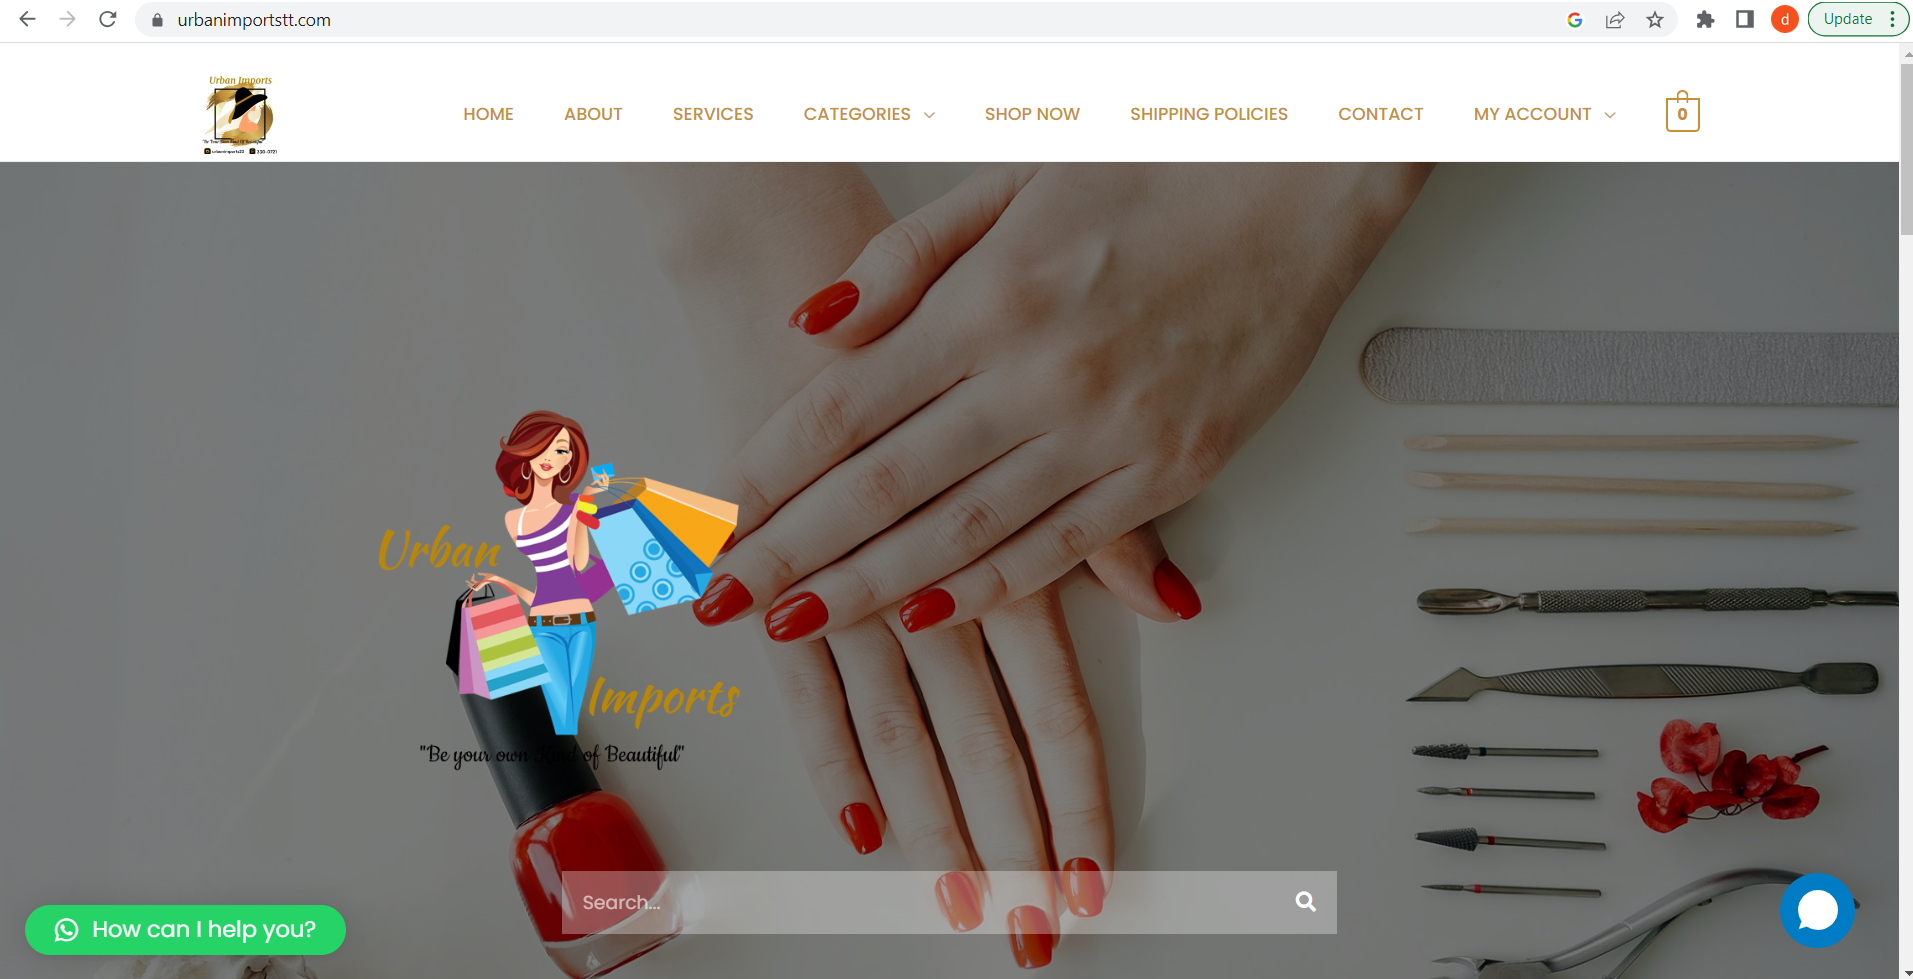 urbanimportstt.com
d
Update
Urban Imports
HOME
ABOUT
SERVICES
CATEGORIES
SHOP NOW
SHIPPING POLICIES
CONTACT
MY ACCOUNT
0
Urban
Imports
"Be your own Kind of Beautiful"
Search...
How can I help you?